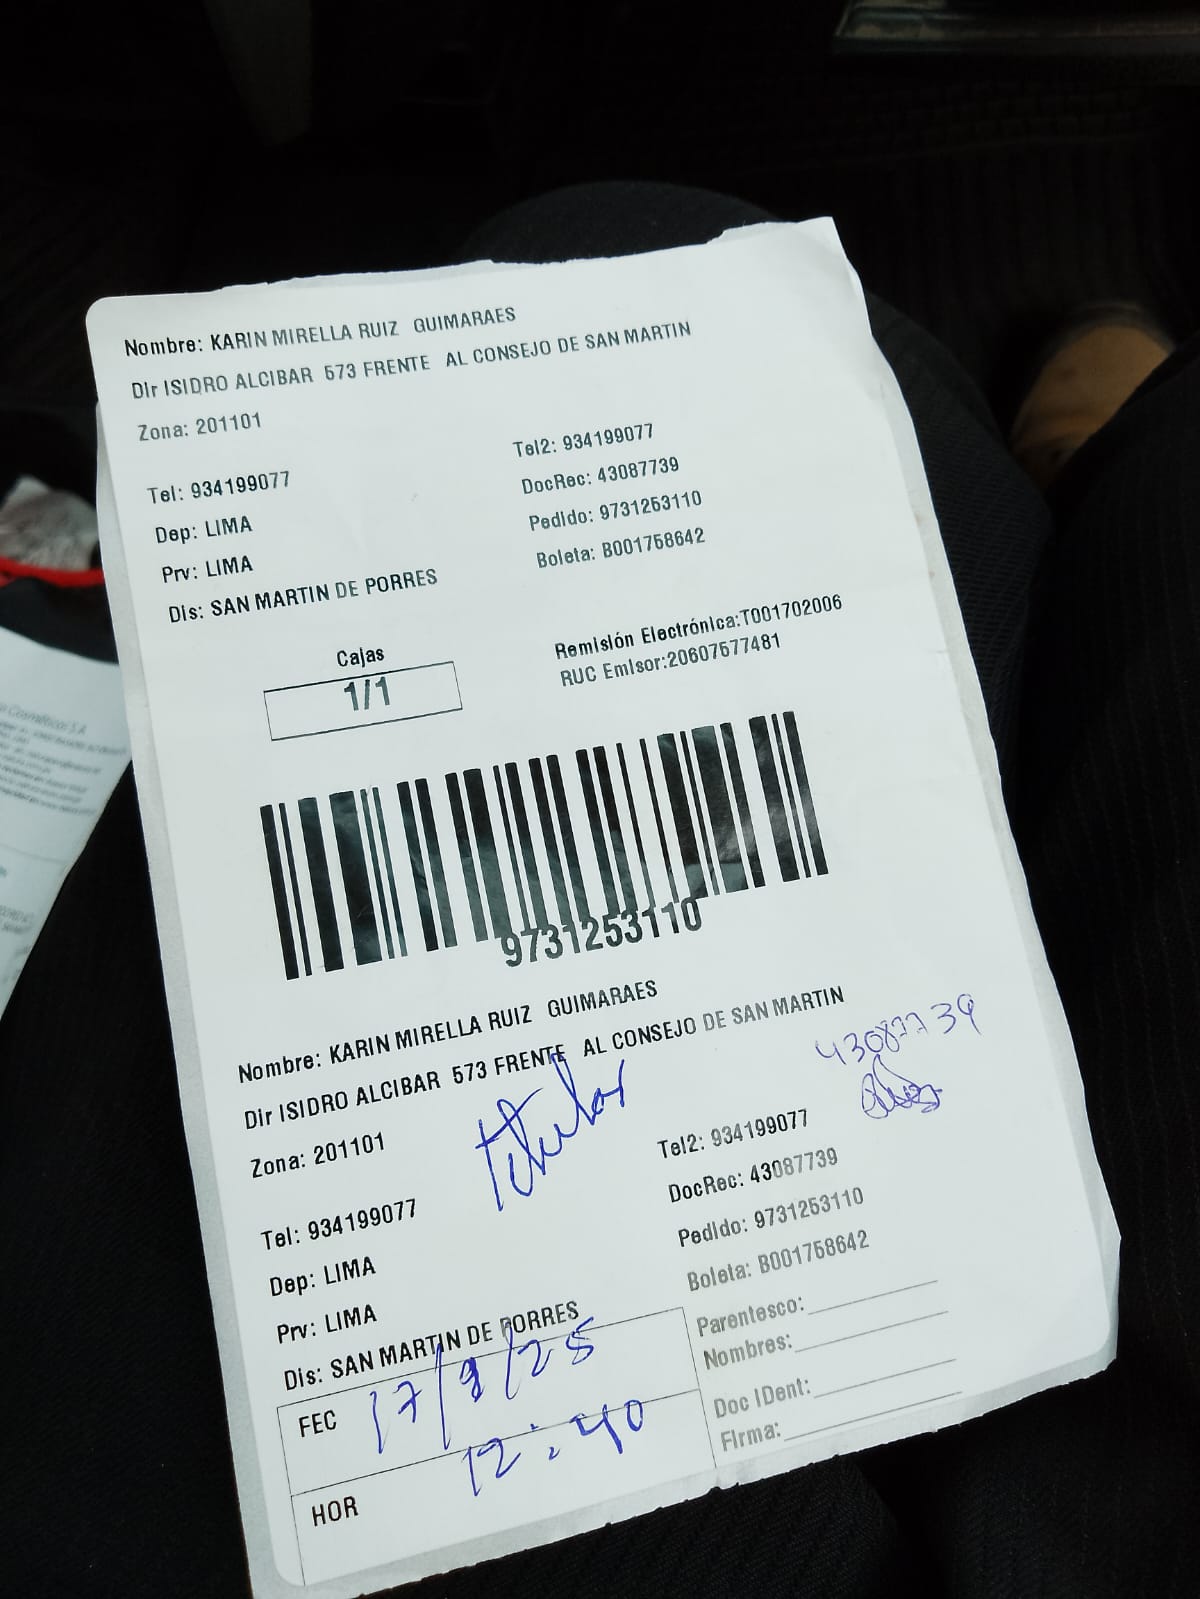 Nombre: KARIN MIRELLA RUIZ GUIMARAES
Dir ISIDRO ALCIBAR 573 FRENTE AL CONSEJO DE SAN MARTIN
Zona: 201101
Tel: 934199077
Tel2: 934199077
DocRec: 43087739
Dep: LIMA
Pedido: 9731253110
Prv: LIMA
Boleta: B001758642
Dis: SAN MARTIN DE PORRES
Cajas
1/1
Remisión Electrónica:T001702006
RUC Emisor:20607577481
9731253110
Nombre: KARIN MIRELLA RUIZ GUIMARAES
Dir ISIDRO ALCIBAR 573 FRENTE AL CONSEJO DE SAN MARTIN
43087739
Zona: 201101
titular
Tel: 934199077
Tel2: 934199077
DocRec: 43087739
Dep: LIMA
Pedido: 9731253110
Prv: LIMA
Boleta: B001758642
Dis: SAN MARTIN DE PORRES
Parentesco:
Nombres:
Doc IDent:
Firma:
FEC 17/9/25
HOR 12:40
Cosméticos S.A